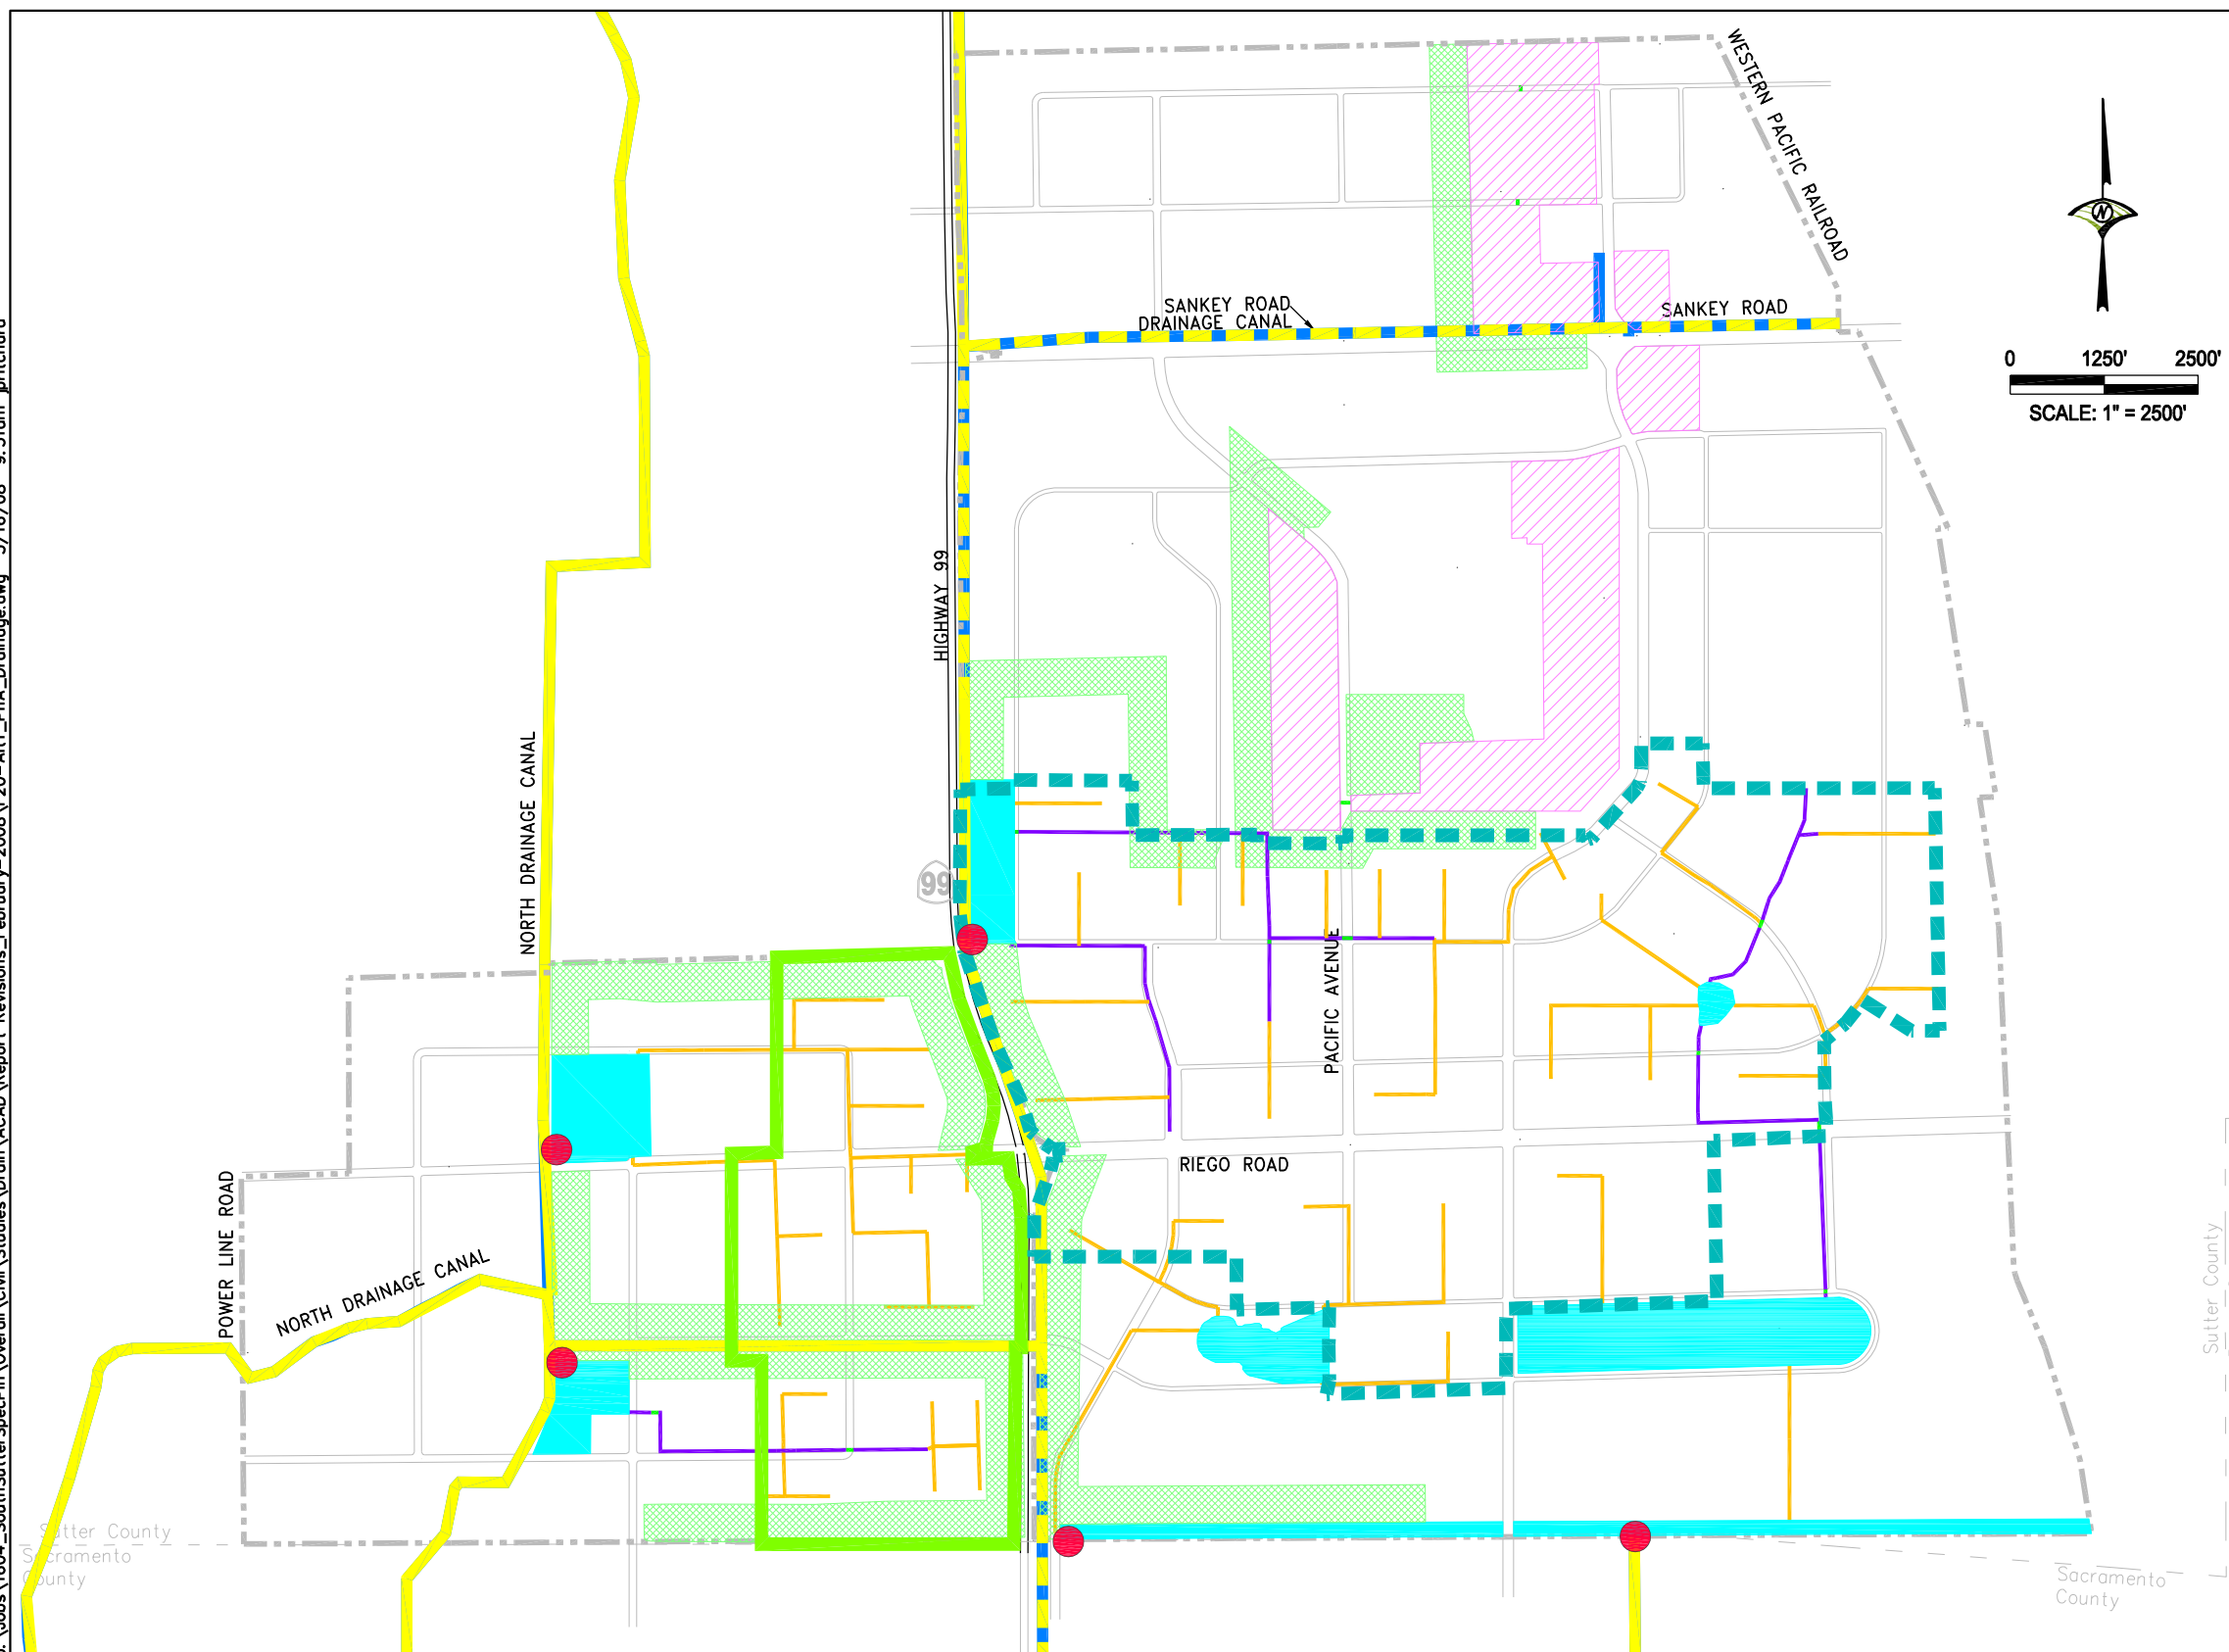 WESTERN PACIFIC RAILROAD
N
SANKEY ROAD
DRAINAGE CANAL
SANKEY ROAD
0 1250' 2500'
SCALE: 1" = 2500'
HIGHWAY 99
NORTH DRAINAGE CANAL
99
PACIFIC AVENUE
RIEGO ROAD
POWER LINE ROAD
NORTH DRAINAGE CANAL
Sutter County
Sutter County
Sacramento
County
Sacramento
County